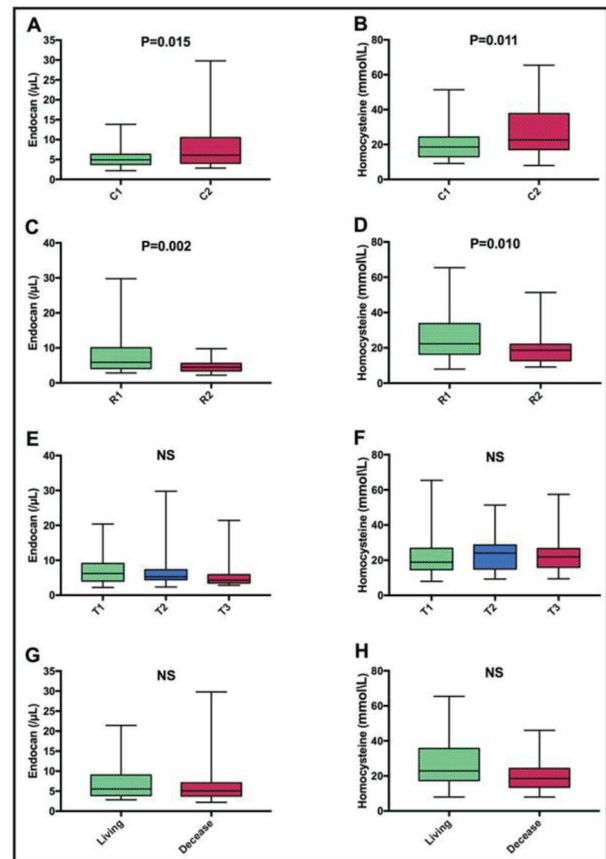 A
P=0.015
Endocan (/µL)
35
30
25
20
15
10
5
0
C1
C2
B
P=0.011
Homocysteine (mmol\L)
80
60
40
20
0
C1
C2
C
P=0.002
Endocan (/µL)
40
30
20
10
0
R1
R2
D
P=0.010
Homocysteine (mmol\L)
80
60
40
20
0
R1
R2
E
NS
Endocan (/µL)
40
30
20
10
0
T1
T2
T3
F
NS
Homocysteine (mmol\L)
80
60
40
20
0
T1
T2
T3
G
NS
Endocan (/µL)
35
30
25
20
15
10
5
0
Living
Decease
H
NS
Homocysteine (mmol\L)
80
60
40
20
0
Living
Decease